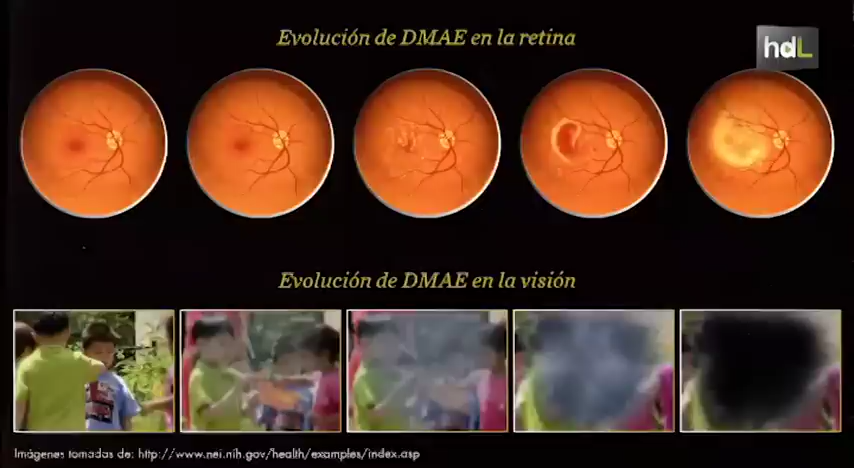 Evolución de DMAE en la retina
hdL
Evolución de DMAE en la visión
Imágenes tomadas de: http://www.nei.nih.gov/health/examples/index.asp